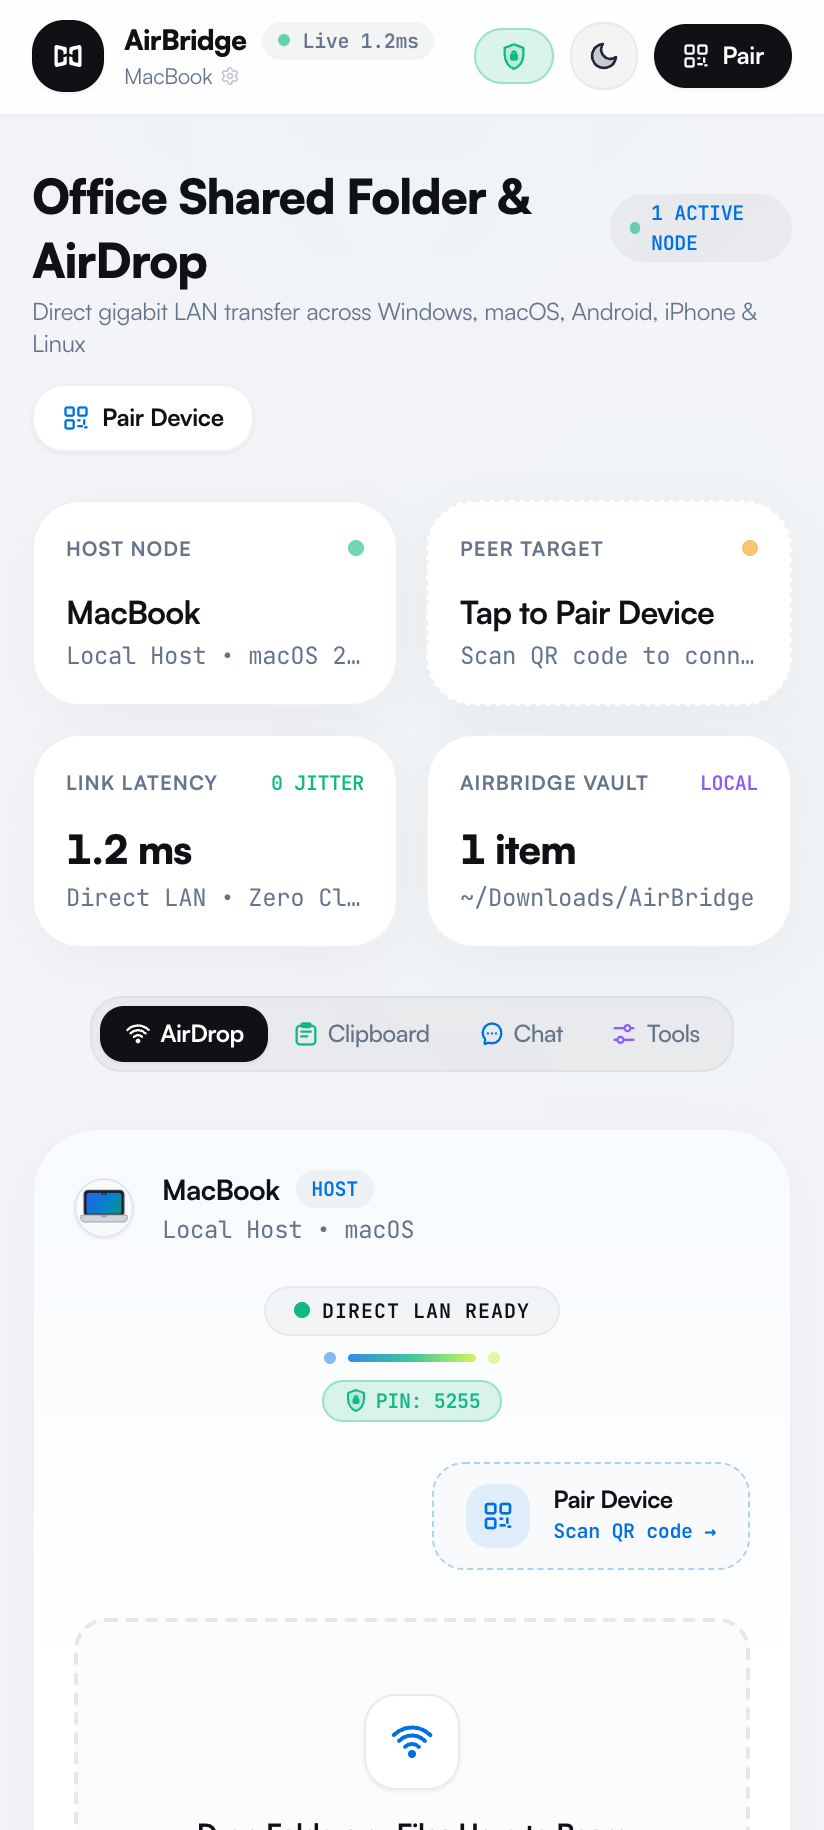 AirBridge
Live 1.2ms
MacBook
Pair
Office Shared Folder &
AirDrop
1 ACTIVE
NODE
Direct gigabit LAN transfer across Windows, macOS, Android, iPhone &
Linux
Pair Device
HOST NODE
MacBook
Local Host • macOS 2…
PEER TARGET
Tap to Pair Device
Scan QR code to conn…
LINK LATENCY
0 JITTER
1.2 ms
Direct LAN • Zero Cl…
AIRBRIDGE VAULT
LOCAL
1 item
~/Downloads/AirBridge
AirDrop
Clipboard
Chat
Tools
MacBook
HOST
Local Host • macOS
DIRECT LAN READY
PIN: 5255
Pair Device
Scan QR code →